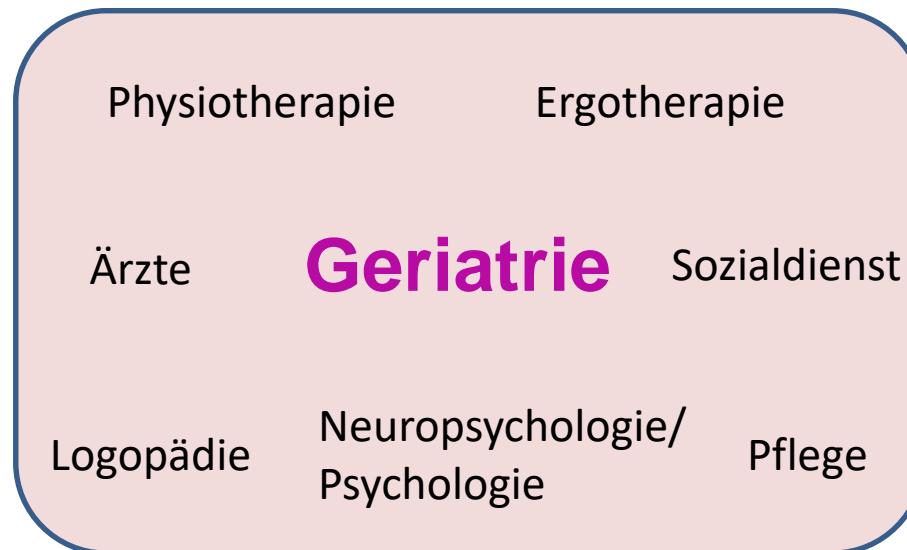 Physiotherapie
Ergotherapie
Ärzte
Geriatrie
Sozialdienst
Logopädie
Neuropsychologie/
Psychologie
Pflege